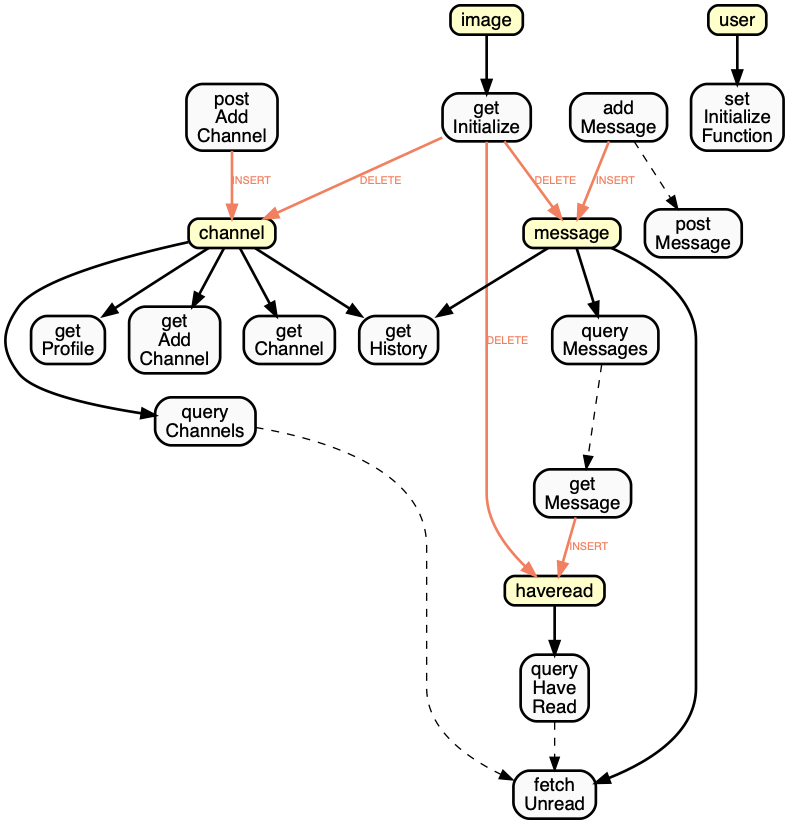 image
user
post
Add
Channel
get
Initialize
add
Message
set
Initialize
Function
INSERT
DELETE
DELETE
INSERT
channel
message
post
Message
get
Profile
get
Add
Channel
get
Channel
get
History
DELETE
query
Messages
query
Channels
get
Message
INSERT
haveread
query
Have
Read
fetch
Unread